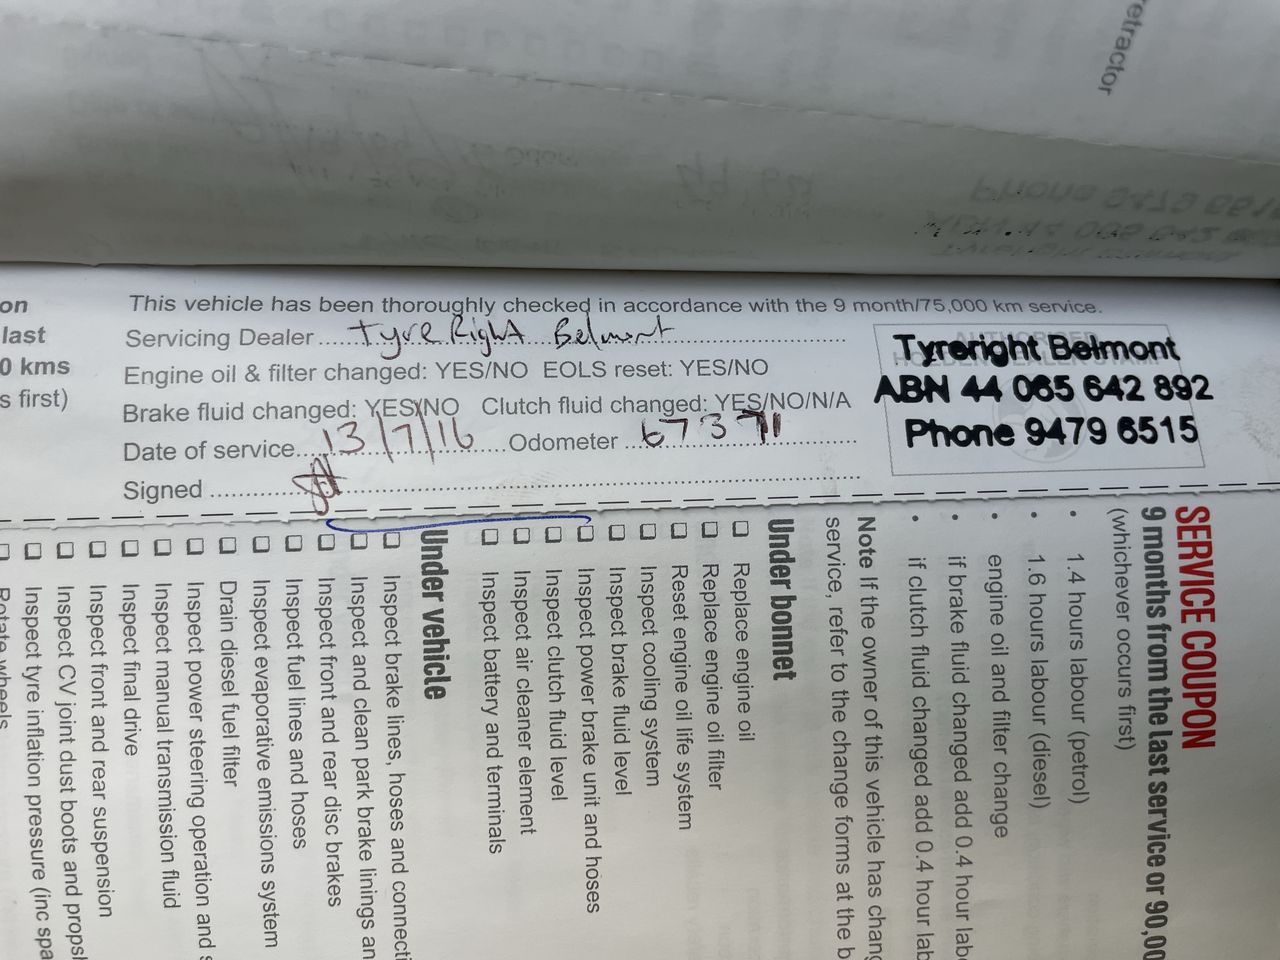 etractor
on
last
0 kms
s first)
This vehicle has been thoroughly checked in accordance with the 9 month/75,000 km service.
Servicing Dealer...TyreRight Belmont
Engine oil & filter changed: YES/NO EOLS reset: YES/NO
Brake fluid changed: YES/NO Clutch fluid changed: YES/NO/N/A
Date of service...13/7/16...Odometer...67371
Signed
Tyreright Belmont
ABN 44 065 642 892
Phone 9479 6515
SERVICE COUPON
9 months from the last service or 90,00
(whichever occurs first)
• 1.4 hours labour (petrol)
• 1.6 hours labour (diesel)
• engine oil and filter change
• if brake fluid changed add 0.4 hour labo
• if clutch fluid changed add 0.4 hour lab
Note If the owner of this vehicle has chang
service, refer to the change forms at the b
Under bonnet
☐ Replace engine oil
☐ Replace engine oil filter
☐ Reset engine oil life system
☐ Inspect cooling system
☐ Inspect brake fluid level
☐ Inspect power brake unit and hoses
☐ Inspect clutch fluid level
☐ Inspect air cleaner element
☐ Inspect battery and terminals
Under vehicle
☐ Inspect brake lines, hoses and connecti
☐ Inspect and clean park brake linings an
☐ Inspect front and rear disc brakes
☐ Inspect fuel lines and hoses
☐ Inspect evaporative emissions system
☐ Drain diesel fuel filter
☐ Inspect power steering operation and s
☐ Inspect manual transmission fluid
☐ Inspect final drive
☐ Inspect front and rear suspension
☐ Inspect CV joint dust boots and propsh
☐ Inspect tyre inflation pressure (inc spa
☐ Rotate wheels